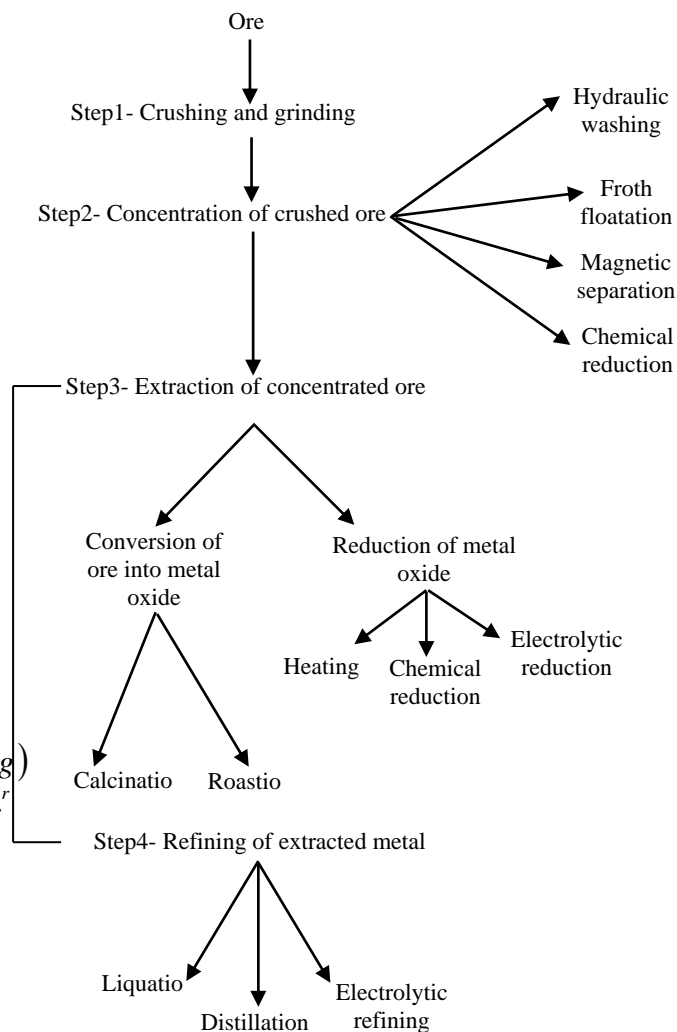 Ore
Step1- Crushing and grinding
Hydraulic
washing
Step2- Concentration of crushed ore
Froth
floatation
Magnetic
separation
Chemical
reduction
Step3- Extraction of concentrated ore
Conversion of
ore into metal
oxide
Reduction of metal
oxide
Heating
Chemical
reduction
Electrolytic
reduction
g)
r
Calcinatio
Roastio
Step4- Refining of extracted metal
Liquatio
Distillation
Electrolytic
refining